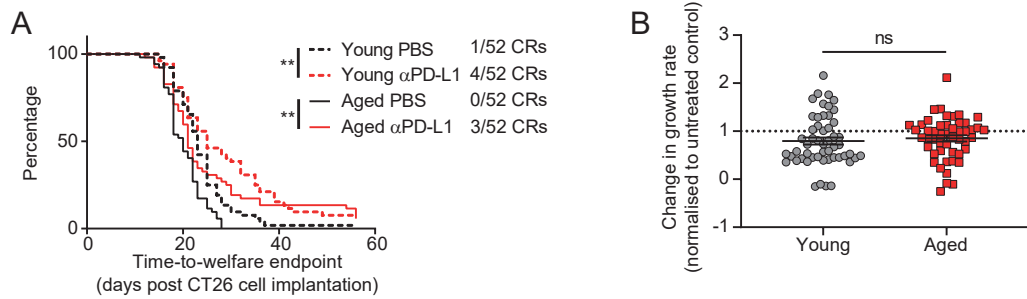 A
Percentage
100
50
0
0
20
40
60
Time-to-welfare endpoint
(days post CT26 cell implantation)
**
Young PBS 1/52 CRs
Young αPD-L1 4/52 CRs
**
Aged PBS 0/52 CRs
Aged αPD-L1 3/52 CRs
B
Change in growth rate
(normalised to untreated control)
3
2
1
0
-1
ns
Young
Aged